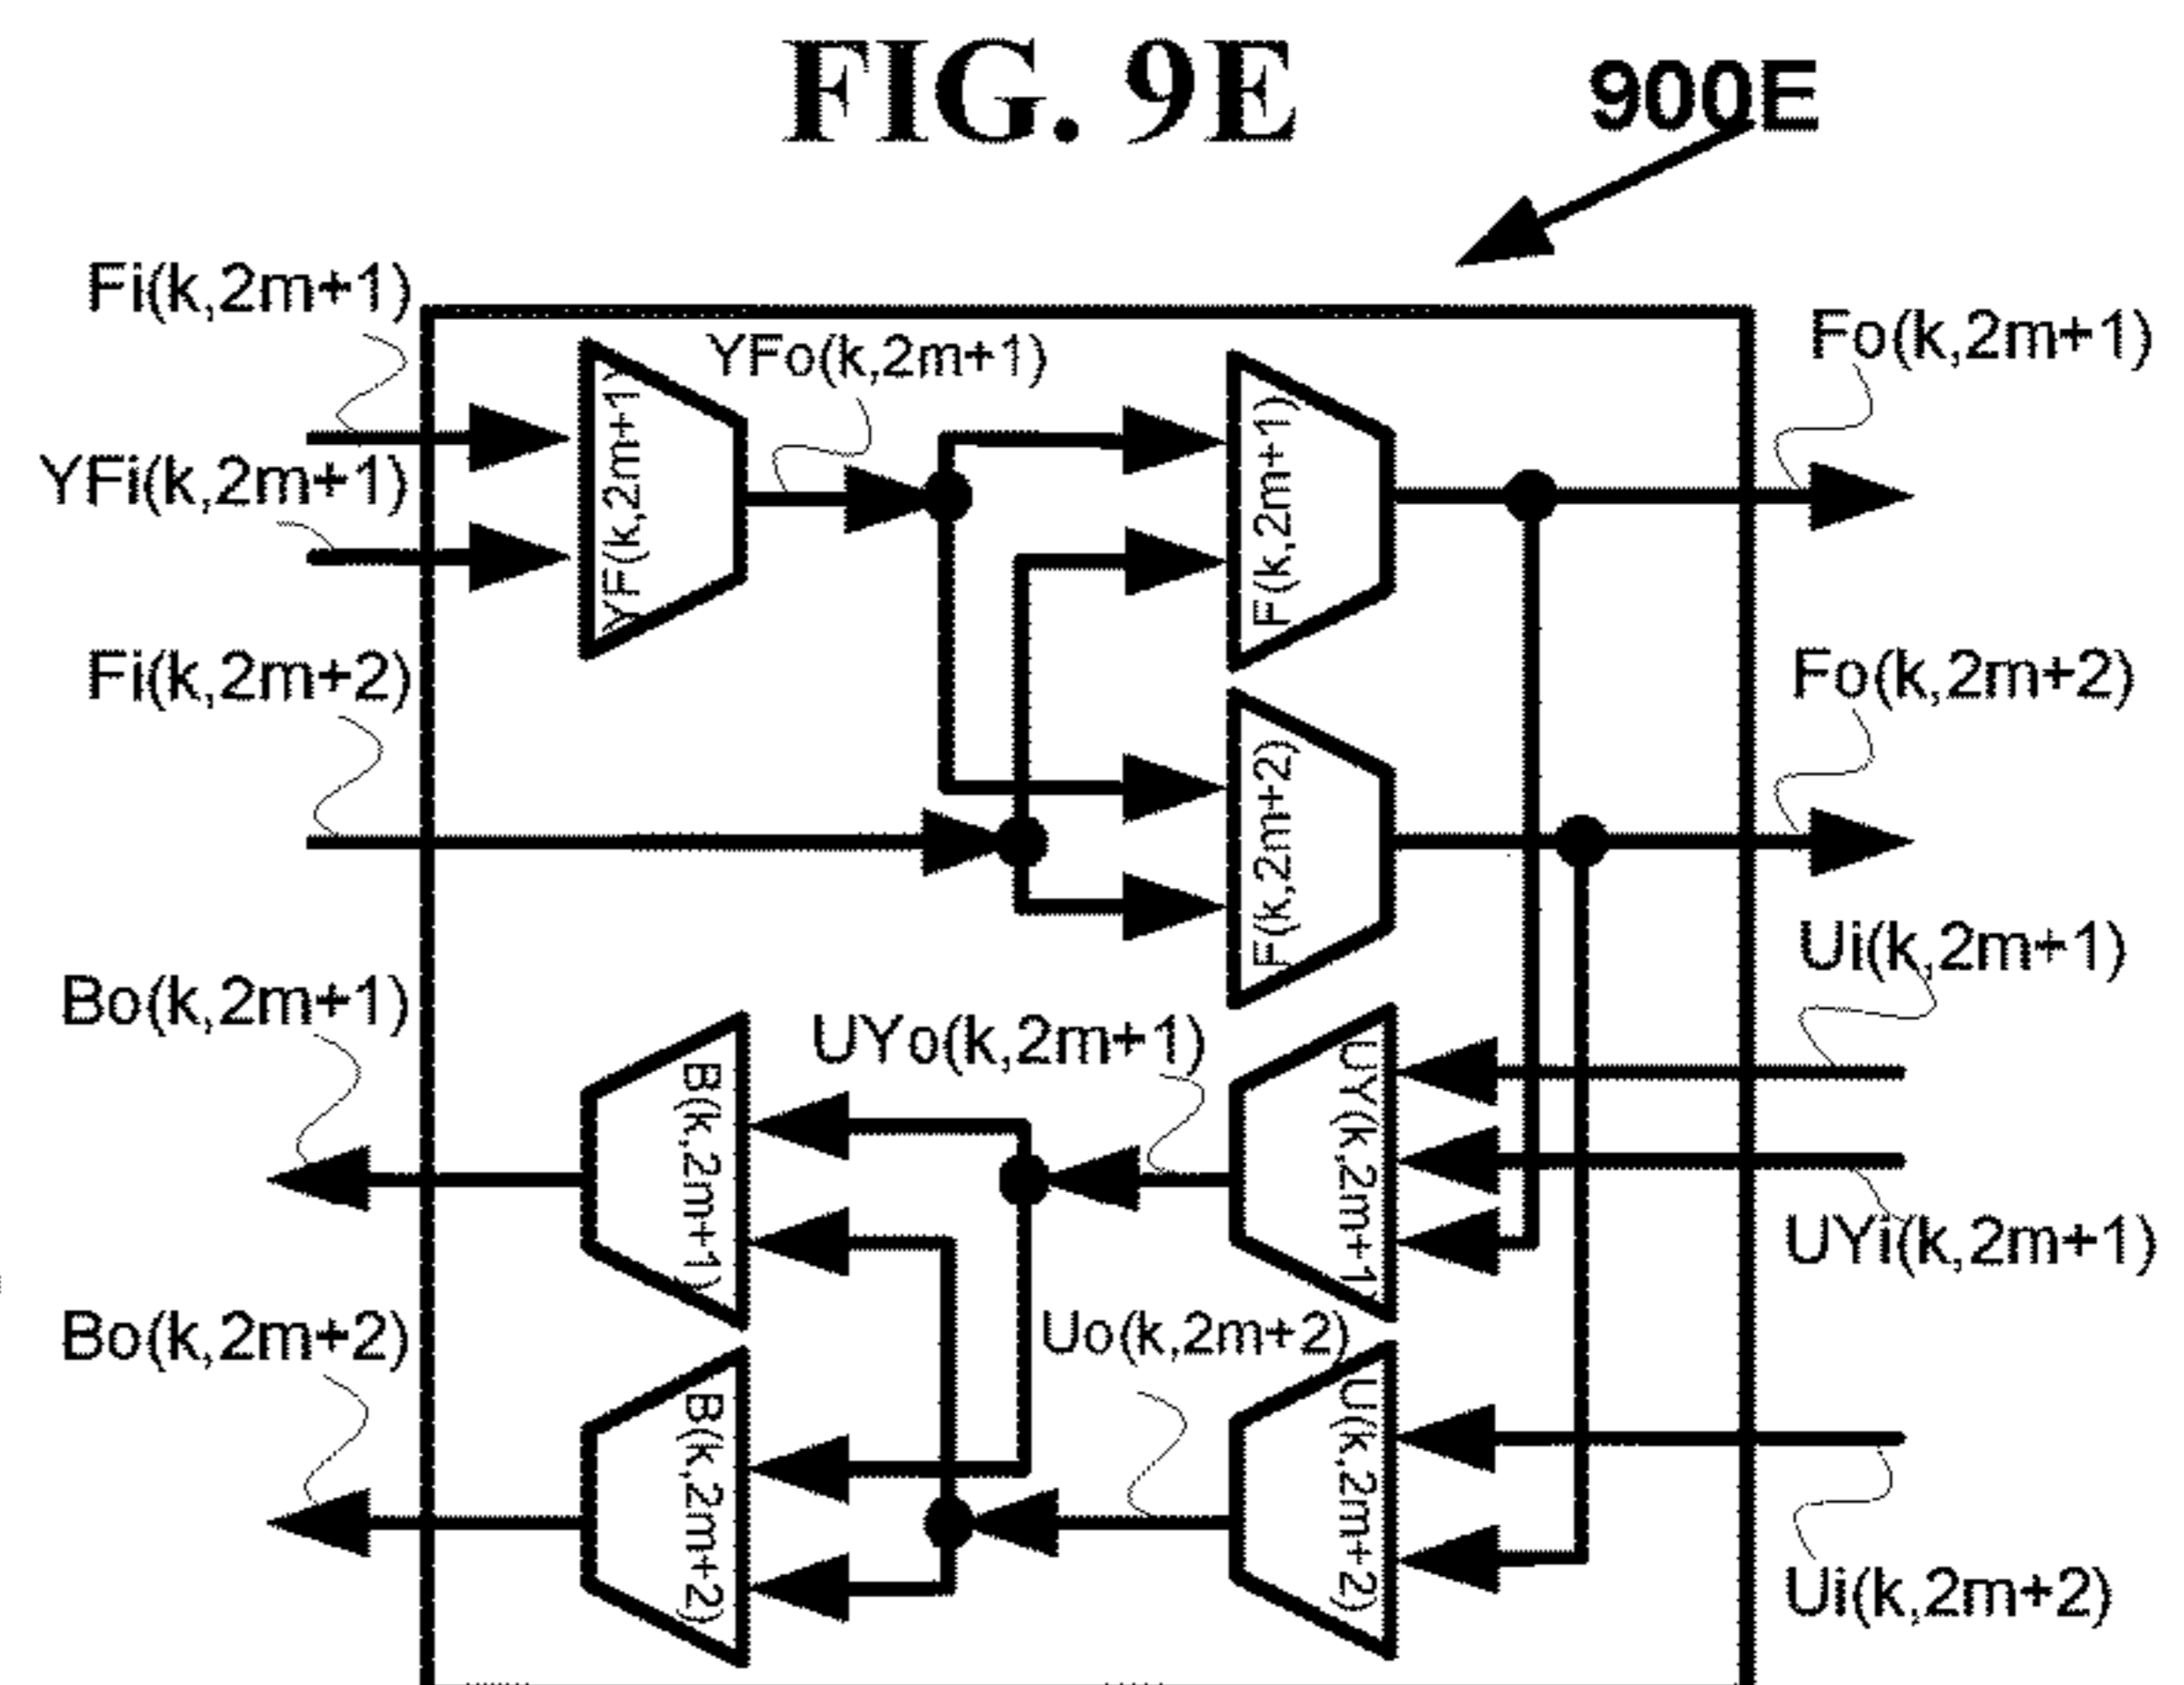 FIG. 9E
900E
Fi(k,2m+1)
YFo(k,2m+1)
Fo(k,2m+1)
YFi(k,2m+1)
YF(k,2m+1)
F(k,2m+1)
Fi(k,2m+2)
Fo(k,2m+2)
F(k,2m+2)
Ui(k,2m+1)
Bo(k,2m+1)
UYo(k,2m+1)
B(k,2m+1)
UY(k,2m+1)
UYi(k,2m+1)
Bo(k,2m+2)
Uo(k,2m+2)
B(k,2m+2)
U(k,2m+2)
Ui(k,2m+2)